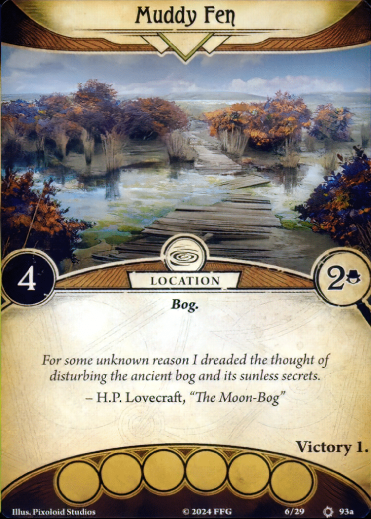 Muddy Fen
4
LOCATION
2
Bog.
For some unknown reason I dreaded the thought of
disturbing the ancient bog and its sunless secrets.
– H.P. Lovecraft, “The Moon-Bog”
Victory 1.
Illus. Pixoloid Studios © 2024 FFG 6/29 93a